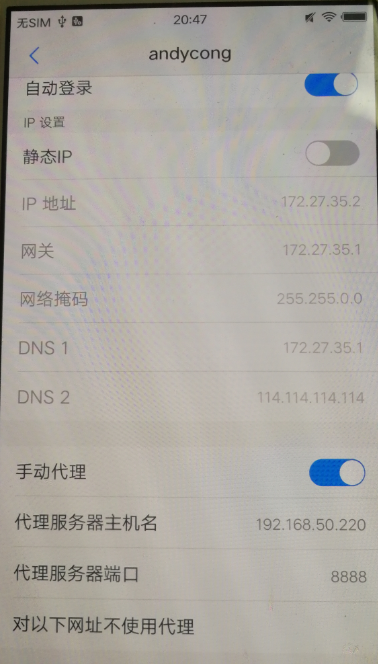 无SIM 20:47
andycong
自动登录
IP 设置
静态IP
IP 地址 172.27.35.2
网关 172.27.35.1
网络掩码 255.255.0.0
DNS 1 172.27.35.1
DNS 2 114.114.114.114
手动代理
代理服务器主机名 192.168.50.220
代理服务器端口 8888
对以下网址不使用代理